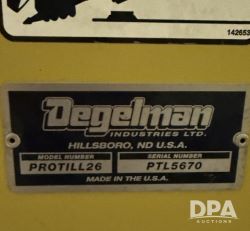 142653
Degelman
INDUSTRIES LTD.
HILLSBORO, ND U.S.A.
MODEL NUMBER SERIAL NUMBER
PROTILL26 PTL5670
MADE IN THE U.S.A.
DPA
AUCTIONS